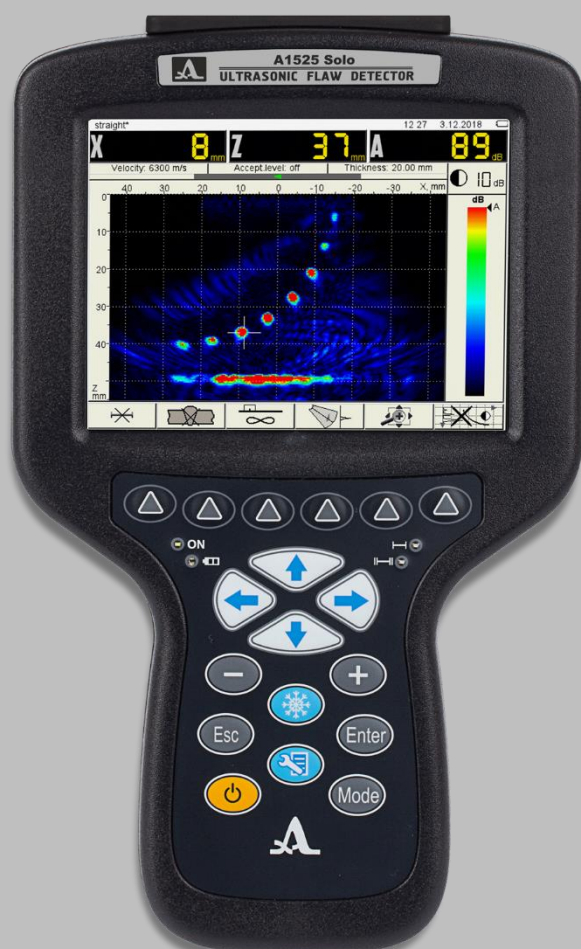 A1525 Solo
ULTRASONIC FLAW DETECTOR
straight* 12 27 3.12.2018
X 8 mm Z 37 mm A 89 dB
Velocity: 6300 m/s Accept.level: off Thickness: 20.00 mm 10 dB
40 30 20 10 0 -10 -20 -30 X, mm
dB
A
0
10
20
30
40
Z
mm
ON
Esc
Enter
Mode